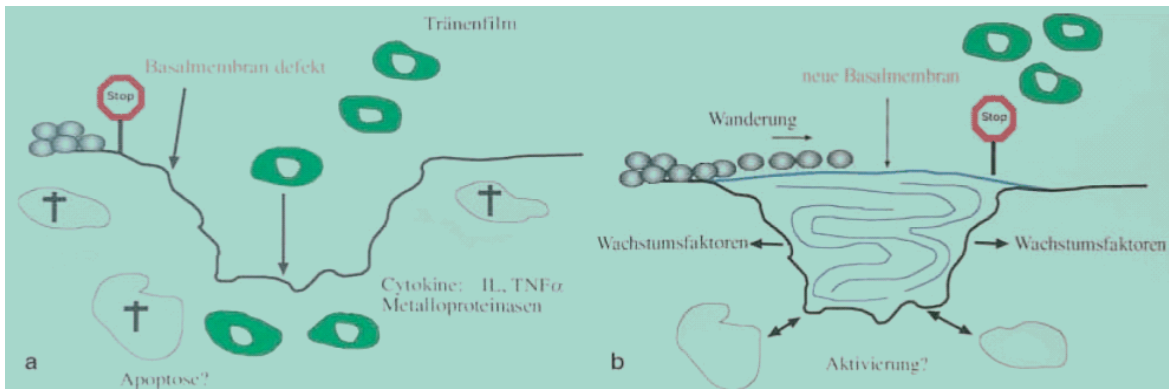 Tränenfilm
Basalmembran defekt
Stop
Cytokine: IL, TNFα
Metalloproteinasen
Apoptose?
a
neue Basalmembran
Stop
Wanderung
Wachstumsfaktoren
Wachstumsfaktoren
Aktivierung?
b